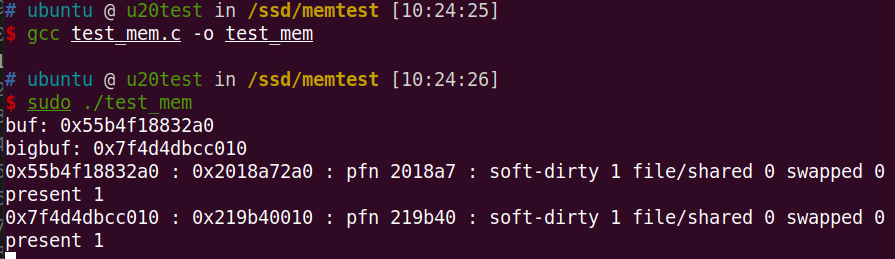 # ubuntu @ u20test in /ssd/memtest [10:24:25]
$ gcc test_mem.c -o test_mem
# ubuntu @ u20test in /ssd/memtest [10:24:26]
$ sudo ./test_mem
buf: 0x55b4f18832a0
bigbuf: 0x7f4d4dbcc010
0x55b4f18832a0 : 0x2018a72a0 : pfn 2018a7 : soft-dirty 1 file/shared 0 swapped 0
present 1
0x7f4d4dbcc010 : 0x219b40010 : pfn 219b40 : soft-dirty 1 file/shared 0 swapped 0
present 1